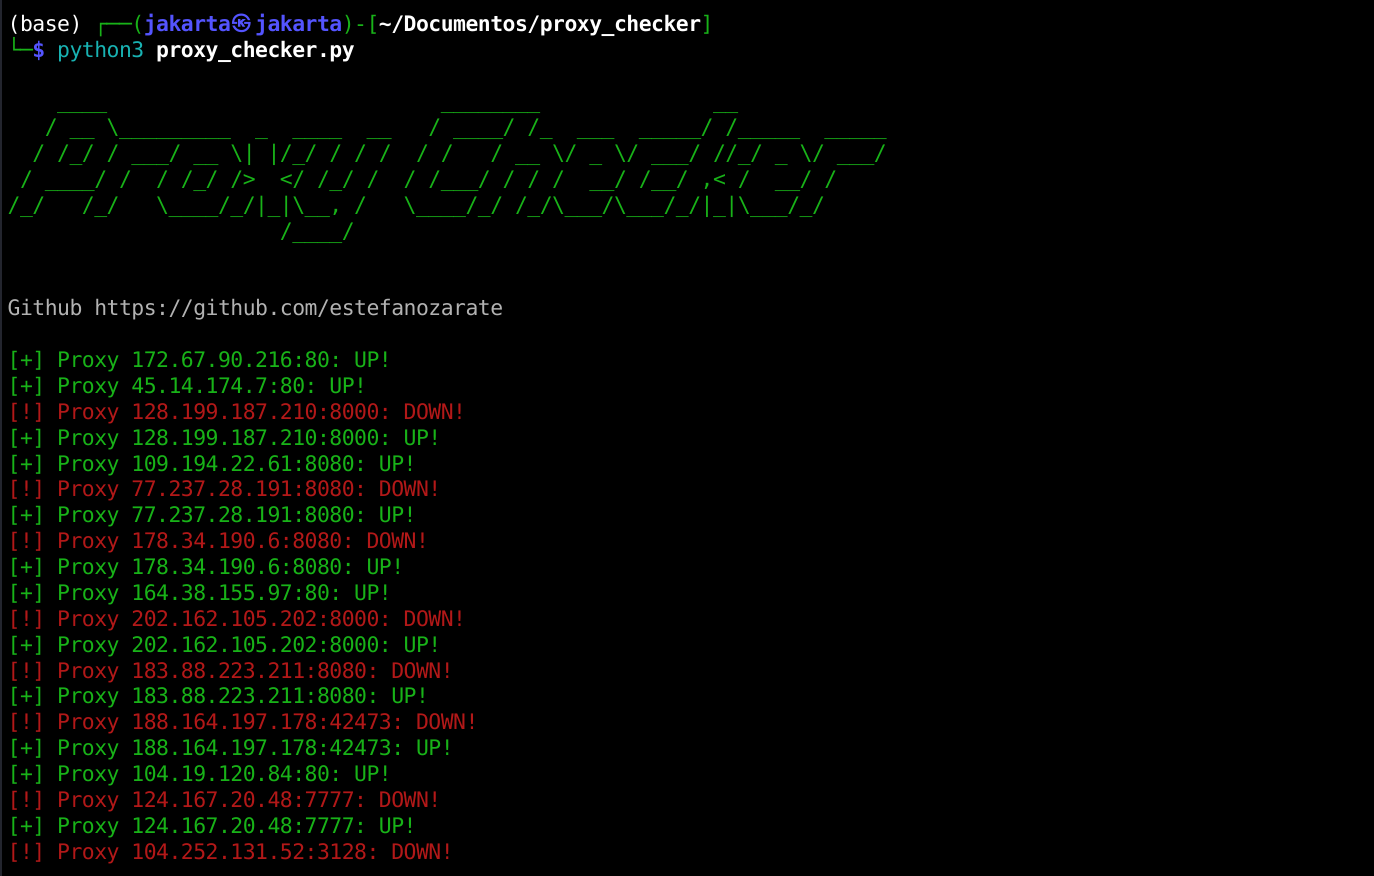 (base) ┌──(jakarta㉿jakarta)-[~/Documentos/proxy_checker]
└─$ python3 proxy_checker.py
Proxy Checker
Github https://github.com/estefanozarate
[+] Proxy 172.67.90.216:80: UP!
[+] Proxy 45.14.174.7:80: UP!
[!] Proxy 128.199.187.210:8000: DOWN!
[+] Proxy 128.199.187.210:8000: UP!
[+] Proxy 109.194.22.61:8080: UP!
[!] Proxy 77.237.28.191:8080: DOWN!
[+] Proxy 77.237.28.191:8080: UP!
[!] Proxy 178.34.190.6:8080: DOWN!
[+] Proxy 178.34.190.6:8080: UP!
[+] Proxy 164.38.155.97:80: UP!
[!] Proxy 202.162.105.202:8000: DOWN!
[+] Proxy 202.162.105.202:8000: UP!
[!] Proxy 183.88.223.211:8080: DOWN!
[+] Proxy 183.88.223.211:8080: UP!
[!] Proxy 188.164.197.178:42473: DOWN!
[+] Proxy 188.164.197.178:42473: UP!
[+] Proxy 104.19.120.84:80: UP!
[!] Proxy 124.167.20.48:7777: DOWN!
[+] Proxy 124.167.20.48:7777: UP!
[!] Proxy 104.252.131.52:3128: DOWN!